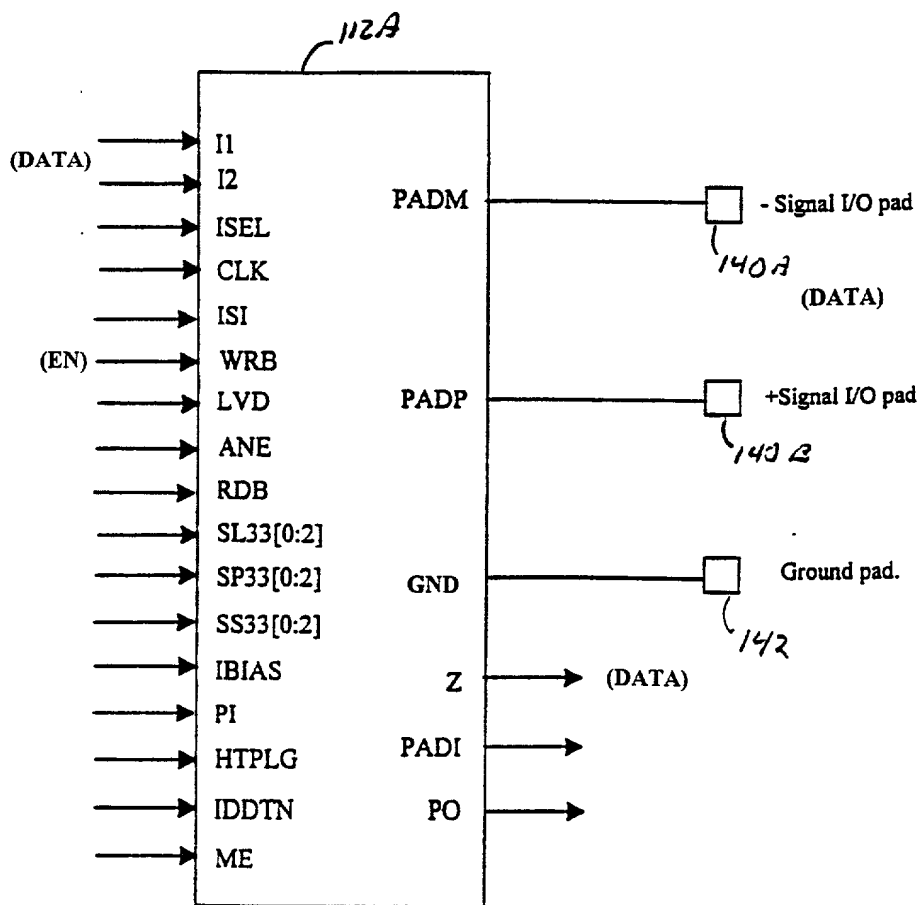 112A
(DATA)
I1
I2
ISEL
CLK
ISI
(EN)
WRB
LVD
ANE
RDB
SL33[0:2]
SP33[0:2]
SS33[0:2]
IBIAS
PI
HTPLG
IDDTN
ME
PADM
- Signal I/O pad
140A
(DATA)
PADP
+Signal I/O pad
140B
GND
Ground pad.
142
Z
(DATA)
PADI
PO